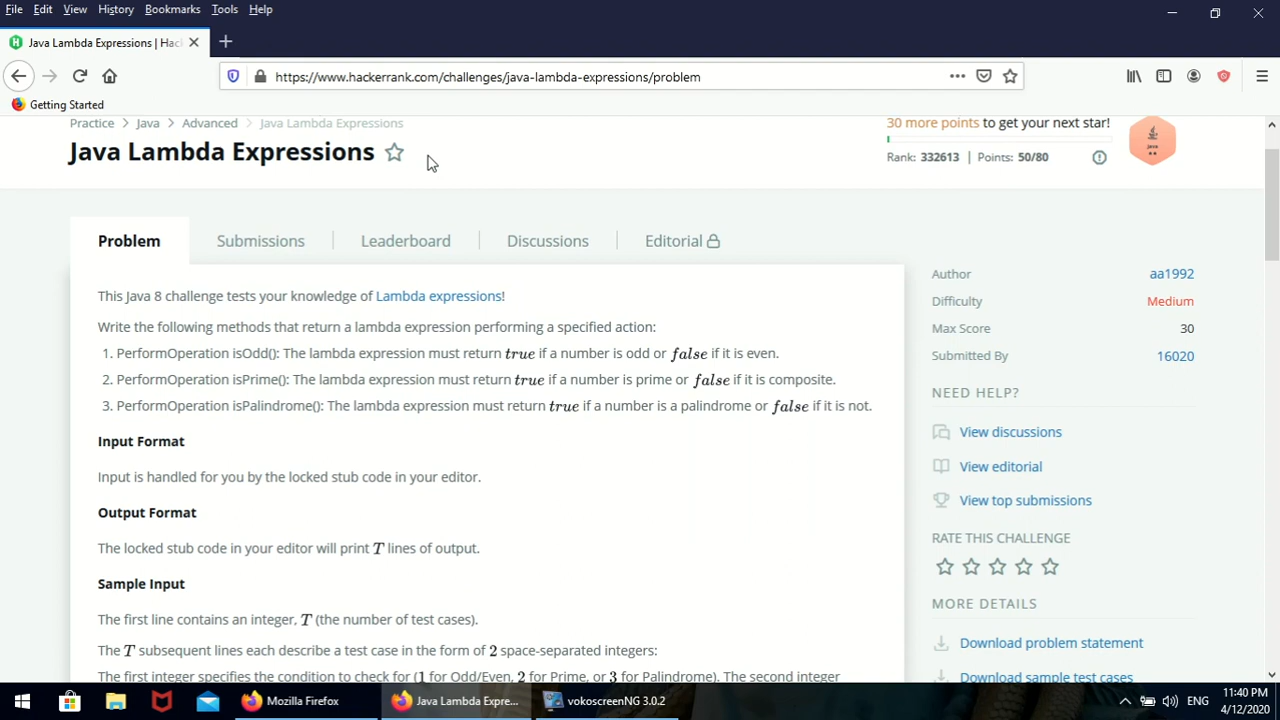 File Edit View History Bookmarks Tools Help
Java Lambda Expressions | Hac
https://www.hackerrank.com/challenges/java-lambda-expressions/problem
Getting Started
Practice > Java > Advanced > Java Lambda Expressions
Java Lambda Expressions
30 more points to get your next star!
Rank: 332613 | Points: 50/80
Java
Problem Submissions Leaderboard Discussions Editorial
This Java 8 challenge tests your knowledge of Lambda expressions!
Write the following methods that return a lambda expression performing a specified action:
1. PerformOperation isOdd(): The lambda expression must return true if a number is odd or false if it is even.
2. PerformOperation isPrime(): The lambda expression must return true if a number is prime or false if it is composite.
3. PerformOperation isPalindrome(): The lambda expression must return true if a number is a palindrome or false if it is not.
Input Format
Input is handled for you by the locked stub code in your editor.
Output Format
The locked stub code in your editor will print T lines of output.
Sample Input
The first line contains an integer, T (the number of test cases).
The T subsequent lines each describe a test case in the form of 2 space-separated integers:
The first integer specifies the condition to check for (1 for Odd/Even, 2 for Prime, or 3 for Palindrome). The second integer
Author aa1992
Difficulty Medium
Max Score 30
Submitted By 16020
NEED HELP?
View discussions
View editorial
View top submissions
RATE THIS CHALLENGE
MORE DETAILS
Download problem statement
Download sample test cases
Mozilla Firefox
Java Lambda Expre...
vokoscreenNG 3.0.2
ENG
11:40 PM
4/12/2020